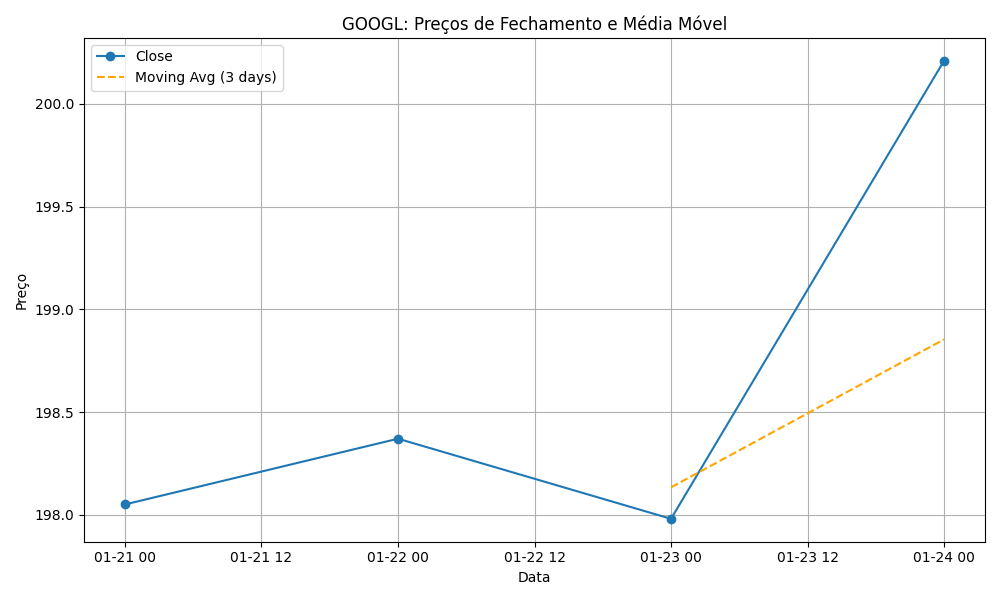 GOOGL: Preços de Fechamento e Média Móvel
Close
Moving Avg (3 days)
Preço
200.0
199.5
199.0
198.5
198.0
01-21 00
01-21 12
01-22 00
01-22 12
01-23 00
01-23 12
01-24 00
Data